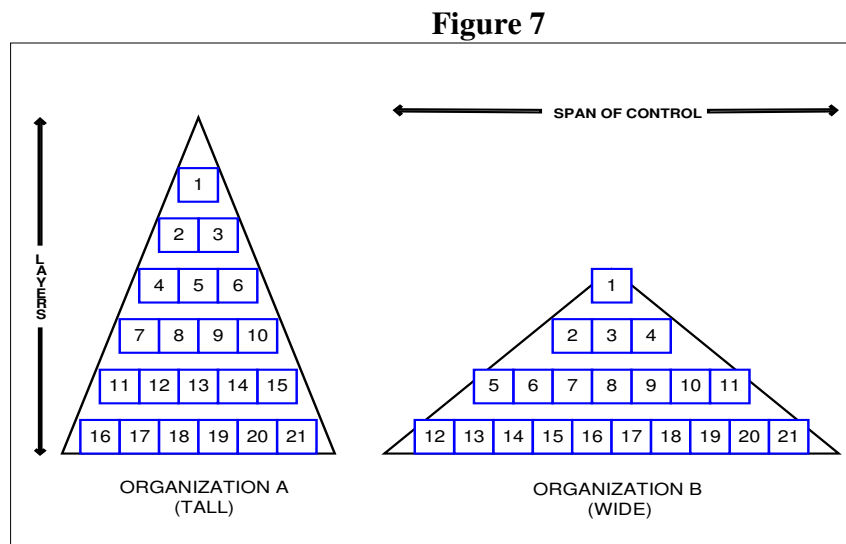 Figure 7
SPAN OF CONTROL
LAYERS
1
2 3
4 5 6
7 8 9 10
11 12 13 14 15
16 17 18 19 20 21
ORGANIZATION A
(TALL)
1
2 3 4
5 6 7 8 9 10 11
12 13 14 15 16 17 18 19 20 21
ORGANIZATION B
(WIDE)